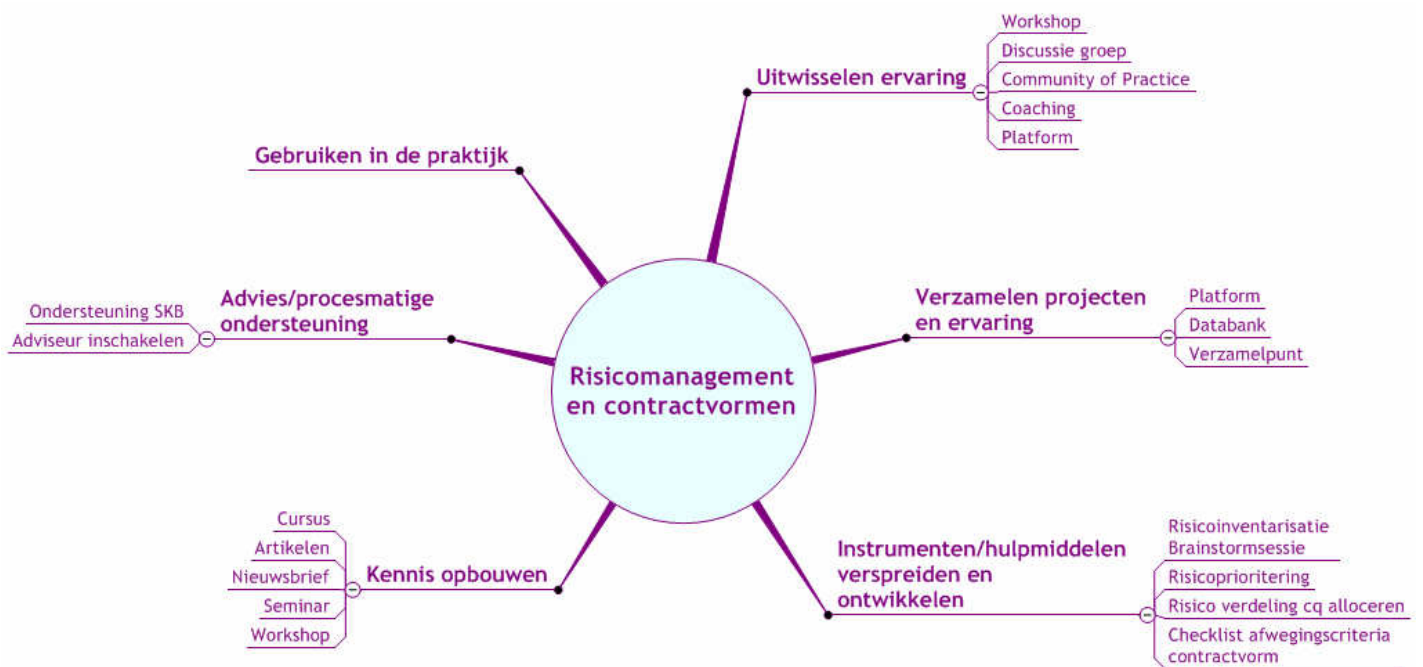 Workshop
Discussie groep
Uitwisselen ervaring
Community of Practice
Coaching
Platform
Gebruiken in de praktijk
Advies/procesmatige
ondersteuning
Ondersteuning SKB
Adviseur inschakelen
Verzamelen projecten
en ervaring
Platform
Databank
Verzamelpunt
Risicomanagement
en contractvormen
Cursus
Artikelen
Nieuwsbrief
Seminar
Workshop
Kennis opbouwen
Instrumenten/hulpmiddelen
verspreiden en
ontwikkelen
Risicoinventarisatie
Brainstormsessie
Risicoprioritering
Risico verdeling cq alloceren
Checklist afwegingscriteria
contractvorm